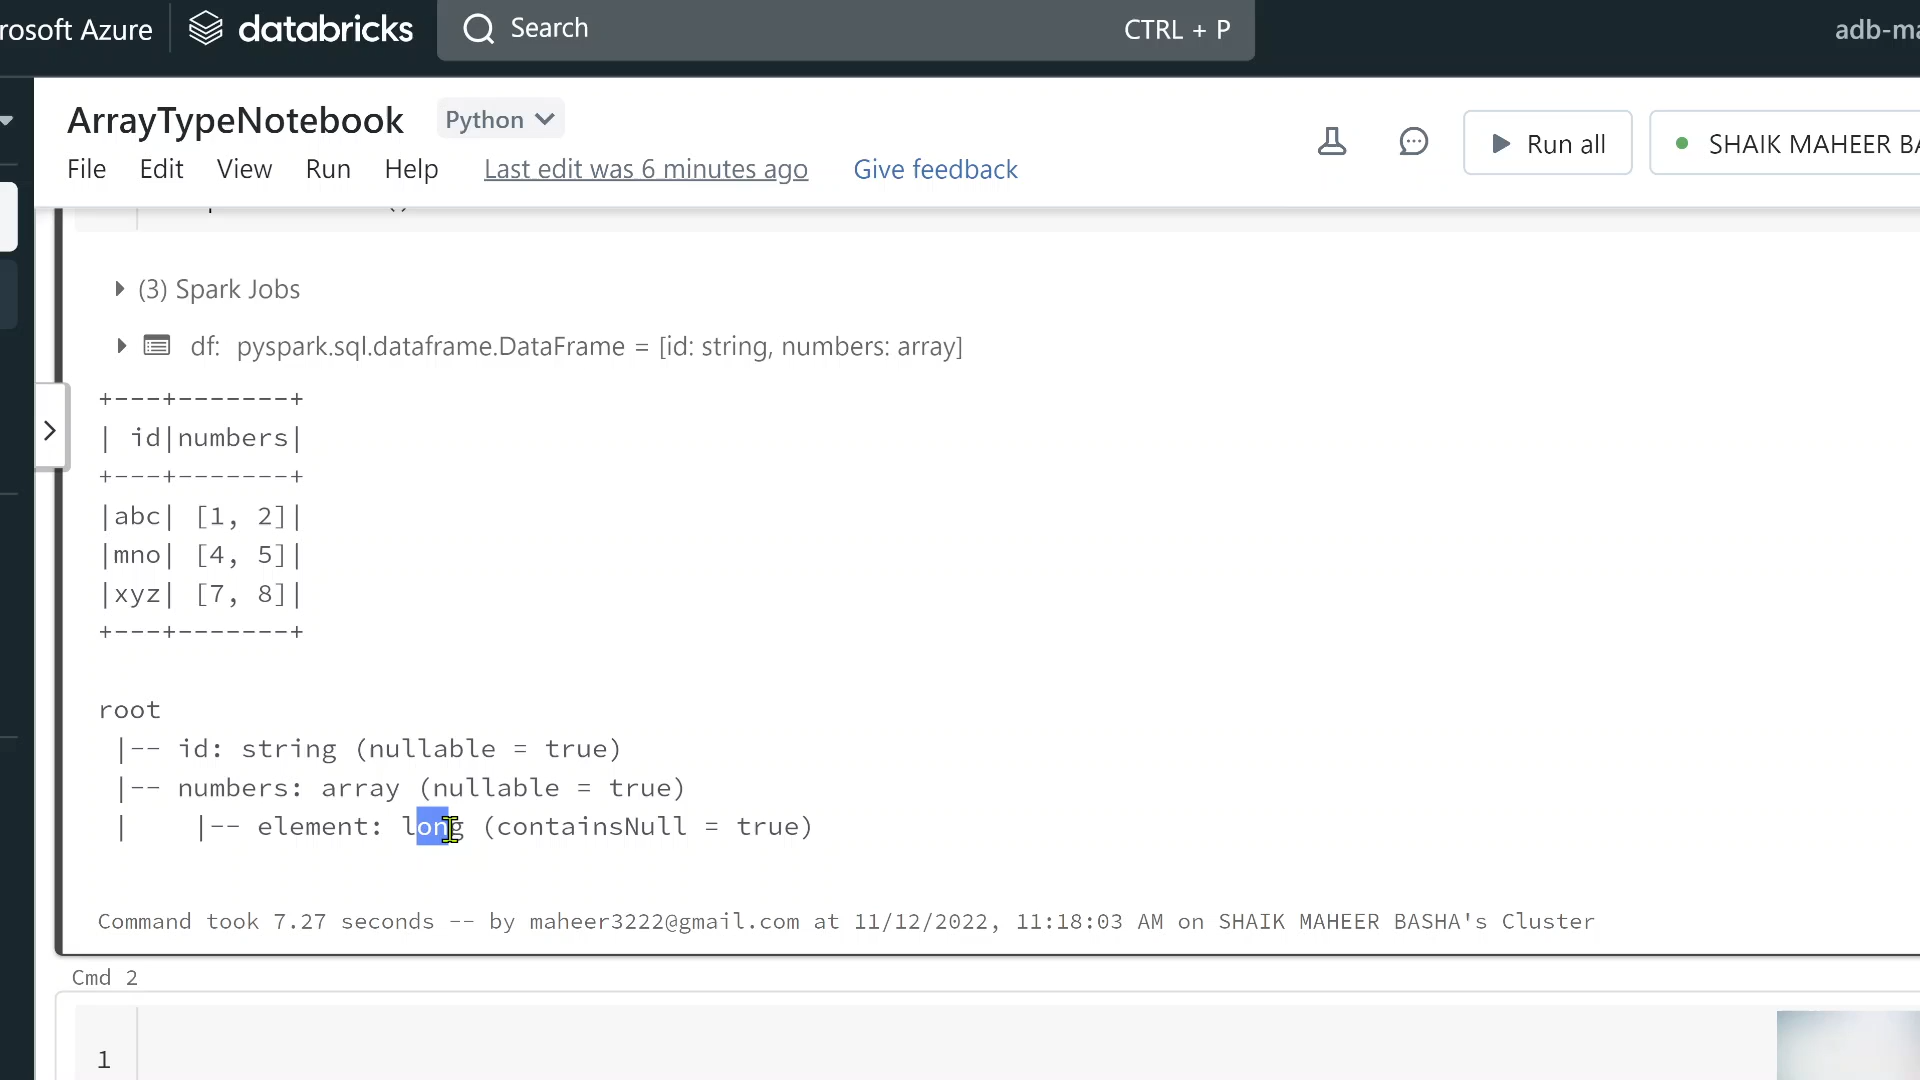 rosoft Azure databricks Search CTRL + P adb-ma
ArrayTypeNotebook Python
File Edit View Run Help Last edit was 6 minutes ago Give feedback Run all SHAIK MAHEER BA
(3) Spark Jobs
df: pyspark.sql.dataframe.DataFrame = [id: string, numbers: array]
+---+-------+
| id|numbers|
+---+-------+
|abc| [1, 2]|
|mno| [4, 5]|
|xyz| [7, 8]|
+---+-------+
root
|-- id: string (nullable = true)
|-- numbers: array (nullable = true)
|    |-- element: long (containsNull = true)
Command took 7.27 seconds -- by maheer3222@gmail.com at 11/12/2022, 11:18:03 AM on SHAIK MAHEER BASHA's Cluster
Cmd 2
1